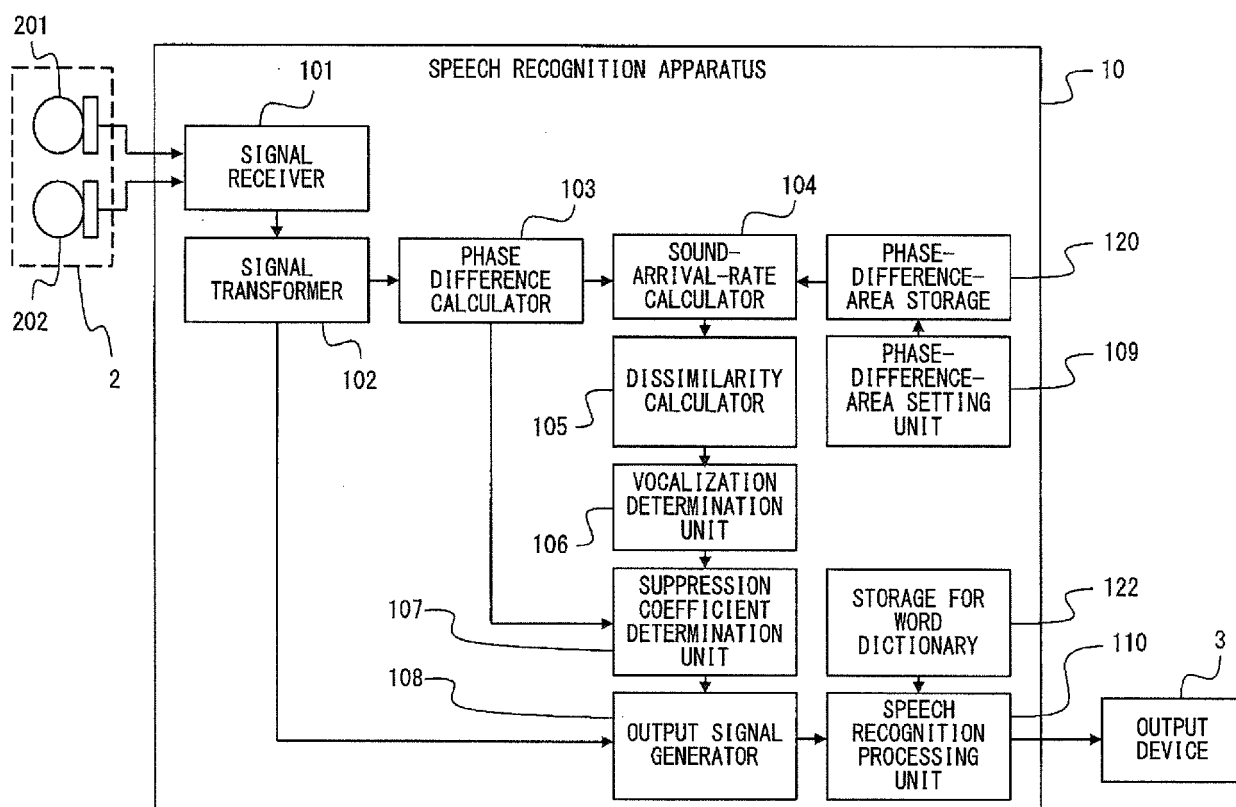 201
SPEECH RECOGNITION APPARATUS
10
101
SIGNAL
RECEIVER
103
104
SIGNAL
TRANSFORMER
PHASE
DIFFERENCE
CALCULATOR
SOUND-
ARRIVAL-RATE
CALCULATOR
PHASE-
DIFFERENCE-
AREA STORAGE
120
202
2
102
DISSIMILARITY
CALCULATOR
105
PHASE-
DIFFERENCE-
AREA SETTING
UNIT
109
VOCALIZATION
DETERMINATION
UNIT
106
SUPPRESSION
COEFFICIENT
DETERMINATION
UNIT
107
STORAGE FOR
WORD
DICTIONARY
122
108
OUTPUT SIGNAL
GENERATOR
SPEECH
RECOGNITION
PROCESSING
UNIT
110
3
OUTPUT
DEVICE